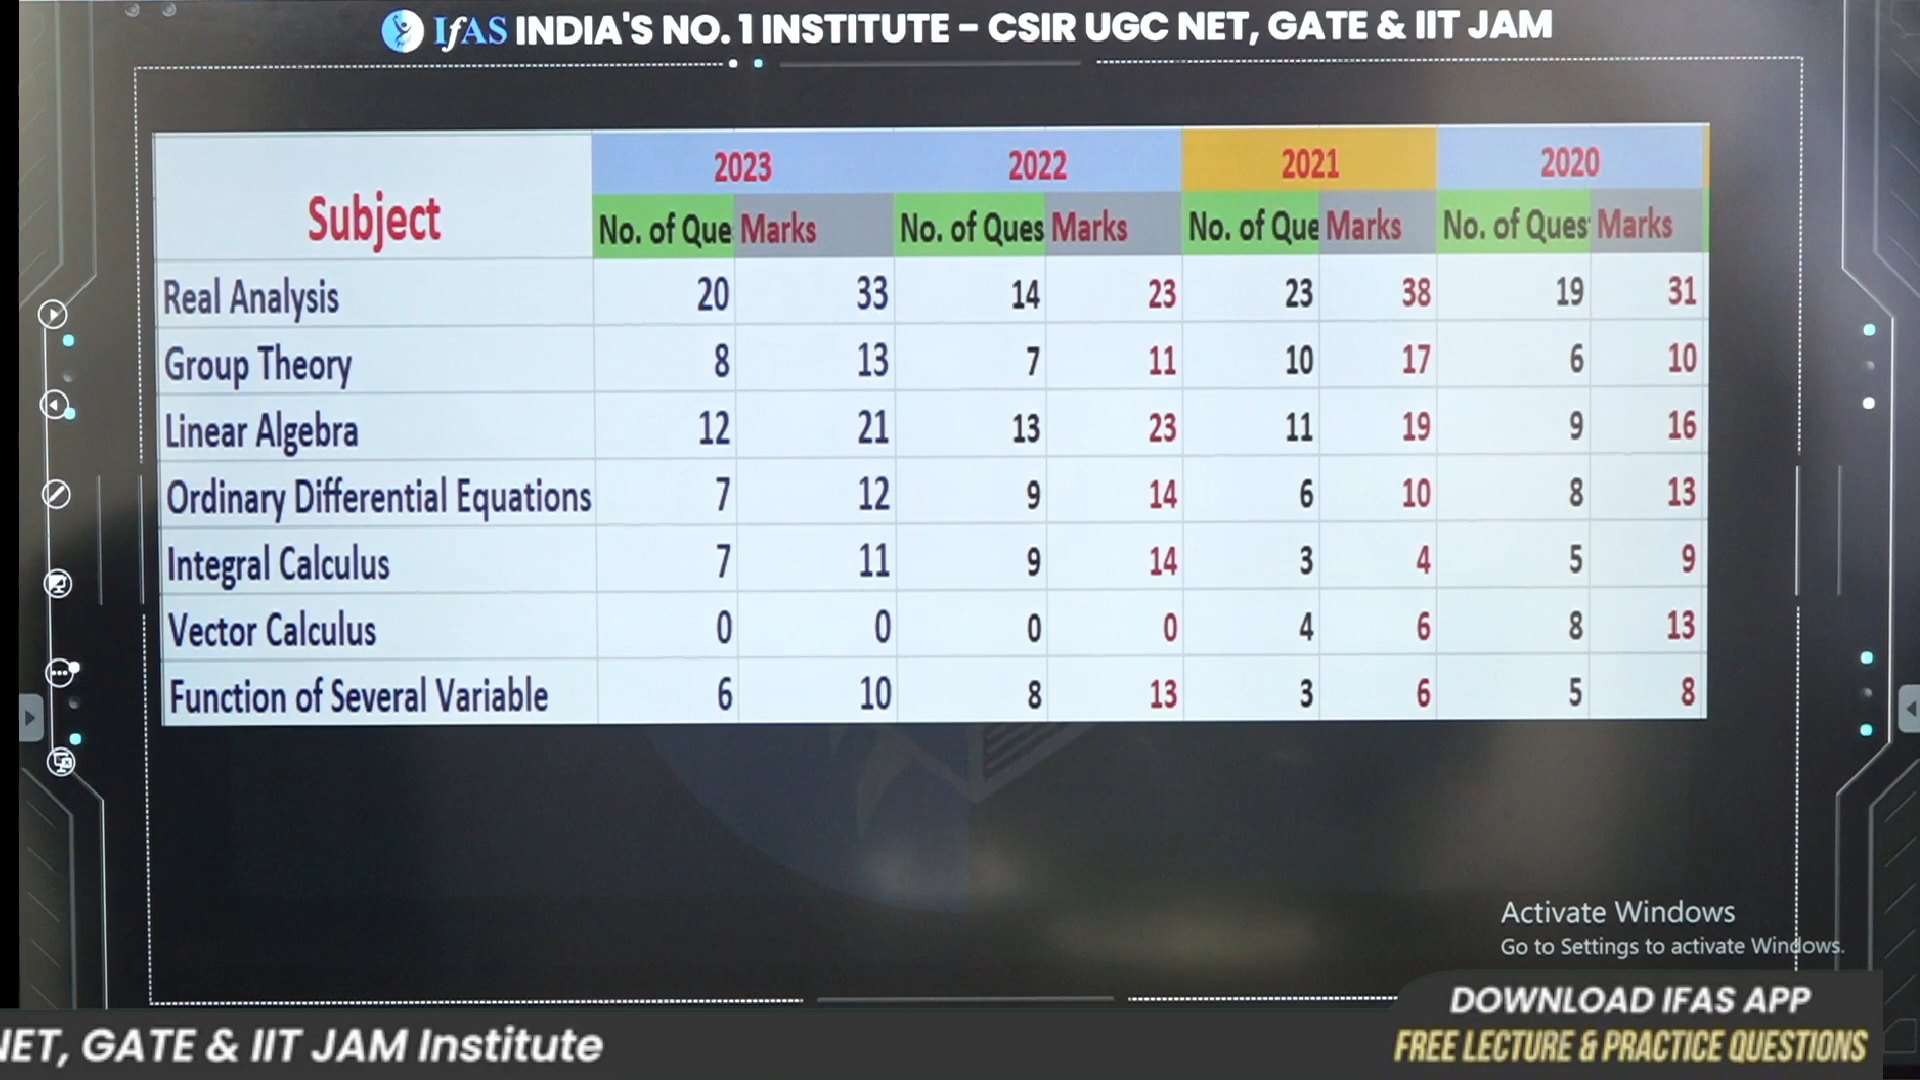 IfAS INDIA'S NO. 1 INSTITUTE - CSIR UGC NET, GATE & IIT JAM
Subject 2023 2022 2021 2020
No. of Que Marks No. of Ques Marks No. of Que Marks No. of Ques Marks
Real Analysis 20 33 14 23 23 38 19 31
Group Theory 8 13 7 11 10 17 6 10
Linear Algebra 12 21 13 23 11 19 9 16
Ordinary Differential Equations 7 12 9 14 6 10 8 13
Integral Calculus 7 11 9 14 3 4 5 9
Vector Calculus 0 0 0 0 4 6 8 13
Function of Several Variable 6 10 8 13 3 6 5 8
Activate Windows
Go to Settings to activate Windows.
DOWNLOAD IFAS APP
FREE LECTURE & PRACTICE QUESTIONS
NET, GATE & IIT JAM Institute